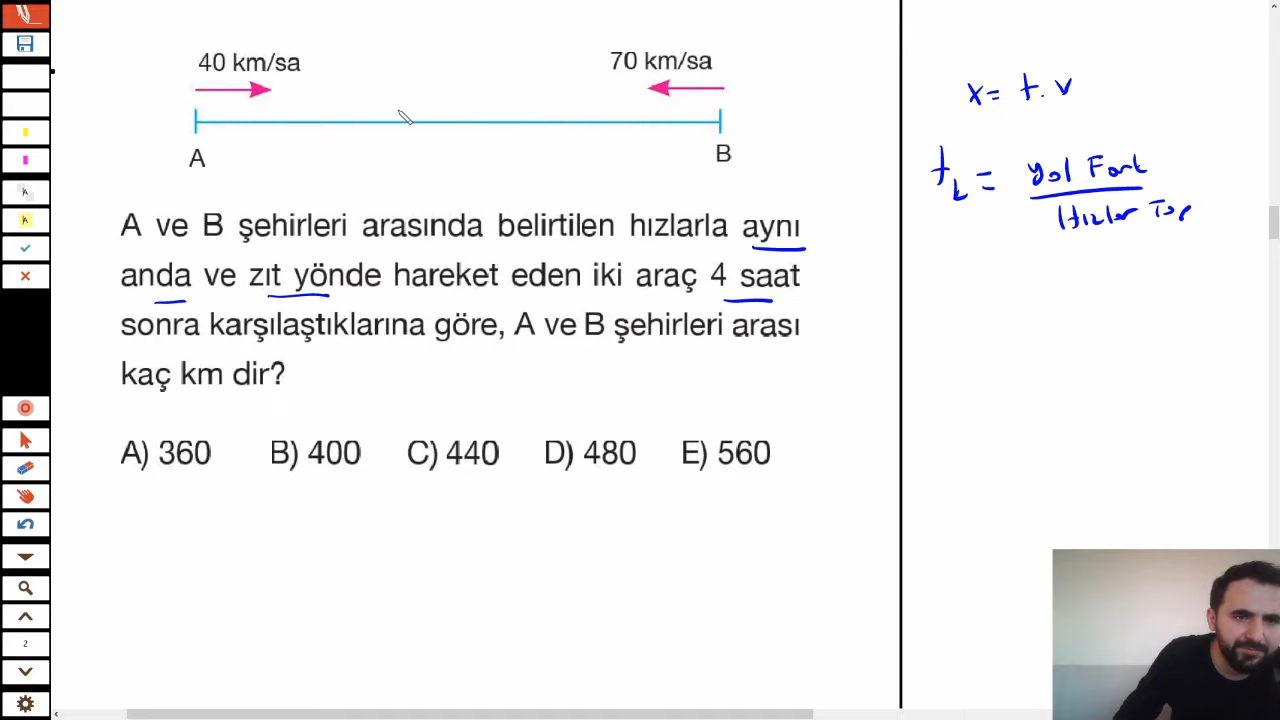 40 km/sa
70 km/sa
A
B
A ve B şehirleri arasında belirtilen hızlarla aynı
anda ve zıt yönde hareket eden iki araç 4 saat
sonra karşılaştıklarına göre, A ve B şehirleri arası
kaç km dir?
A) 360 B) 400 C) 440 D) 480 E) 560
x = t . v
t = yol Fark
Hızlar Top
2